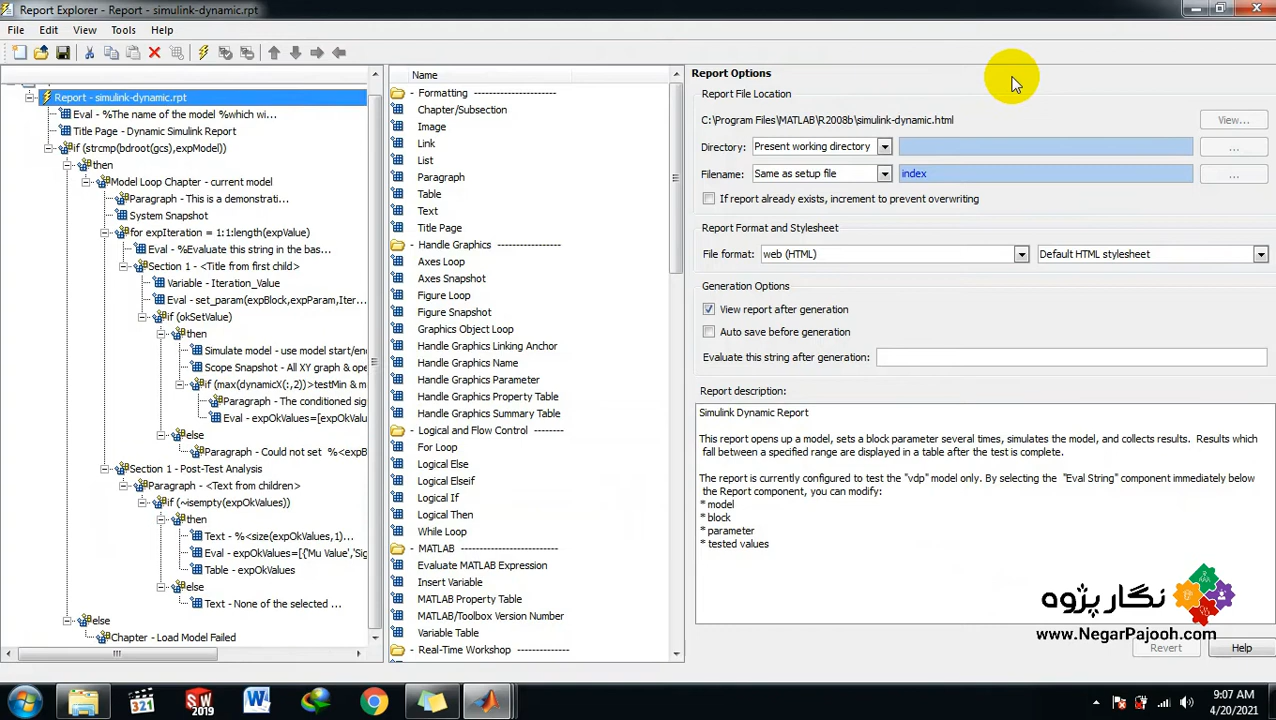 Report Explorer - Report - simulink-dynamic.rpt
File Edit View Tools Help
Report - simulink-dynamic.rpt
Eval - %The name of the model %which wi...
Title Page - Dynamic Simulink Report
if (strcmp(bdroot(gcs),expModel))
then
Model Loop Chapter - current model
Paragraph - This is a demonstrati...
System Snapshot
for expIteration = 1:1:length(expValue)
Eval - %Evaluate this string in the bas...
Section 1 - <Title from first child>
Variable - Iteration_Value
Eval - set_param(expBlock,expParam,Iter...
if (okSetValue)
then
Simulate model - use model start/en
Scope Snapshot - All XY graph & ope
if (max(dynamicX(:,2))>testMin & m
Paragraph - The conditioned sig
Eval - expOkValues=[expOkValu
else
Paragraph - Could not set %<expB
Section 1 - Post-Test Analysis
Paragraph - <Text from children>
if (~isempty(expOkValues))
then
Text - %<size(expOkValues,1)...
Eval - expOkValues=[{'Mu Value','Sig
Table - expOkValues
else
Text - None of the selected ...
else
Chapter - Load Model Failed
Name
- Formatting --------------------
Chapter/Subsection
Image
Link
List
Paragraph
Table
Text
Title Page
- Handle Graphics ----------------
Axes Loop
Axes Snapshot
Figure Loop
Figure Snapshot
Graphics Object Loop
Handle Graphics Linking Anchor
Handle Graphics Name
Handle Graphics Parameter
Handle Graphics Property Table
Handle Graphics Summary Table
- Logical and Flow Control --------
For Loop
Logical Else
Logical Elseif
Logical If
Logical Then
While Loop
- MATLAB --------------------------
Evaluate MATLAB Expression
Insert Variable
MATLAB Property Table
MATLAB/Toolbox Version Number
Variable Table
- Real-Time Workshop -------------
Report Options
Report File Location
C:\Program Files\MATLAB\R2008b\simulink-dynamic.html View...
Directory: Present working directory ...
Filename: Same as setup file index ...
If report already exists, increment to prevent overwriting
Report Format and Stylesheet
File format: web (HTML) Default HTML stylesheet
Generation Options
View report after generation
Auto save before generation
Evaluate this string after generation:
Report description:
Simulink Dynamic Report
This report opens up a model, sets a block parameter several times, simulates the model, and collects results. Results which
fall between a specified range are displayed in a table after the test is complete.
The report is currently configured to test the "vdp" model only. By selecting the "Eval String" component immediately below
the Report component, you can modify:
* model
* block
* parameter
* tested values
نگار پژوه
www.NegarPajooh.com
Revert Help
321
SW
2019
W
9:07 AM
4/20/2021